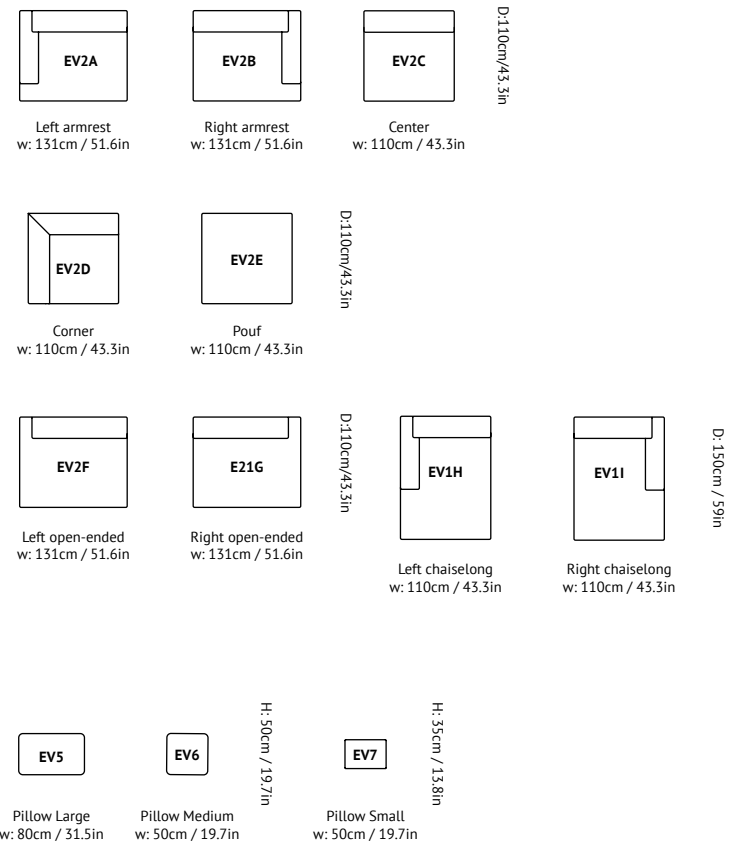 EV2A
EV2B
EV2C
D:110cm/43.3in
Left armrest
w: 131cm / 51.6in
Right armrest
w: 131cm / 51.6in
Center
w: 110cm / 43.3in
EV2D
EV2E
D:110cm/43.3in
Corner
w: 110cm / 43.3in
Pouf
w: 110cm / 43.3in
EV2F
E21G
D:110cm/43.3in
EV1H
EV1I
D: 150cm / 59in
Left open-ended
w: 131cm / 51.6in
Right open-ended
w: 131cm / 51.6in
Left chaiselong
w: 110cm / 43.3in
Right chaiselong
w: 110cm / 43.3in
EV5
EV6
H: 50cm / 19.7in
EV7
H: 35cm / 13.8in
Pillow Large
w: 80cm / 31.5in
Pillow Medium
w: 50cm / 19.7in
Pillow Small
w: 50cm / 19.7in